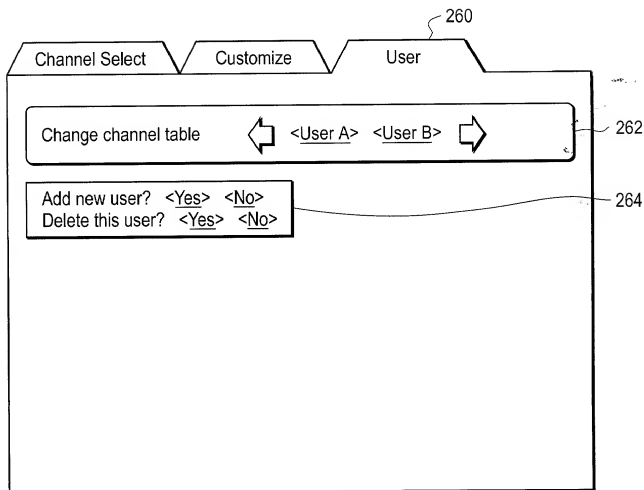 260
Channel Select Customize User
Change channel table <User A> <User B>
262
Add new user? <Yes> <No>
Delete this user? <Yes> <No>
264